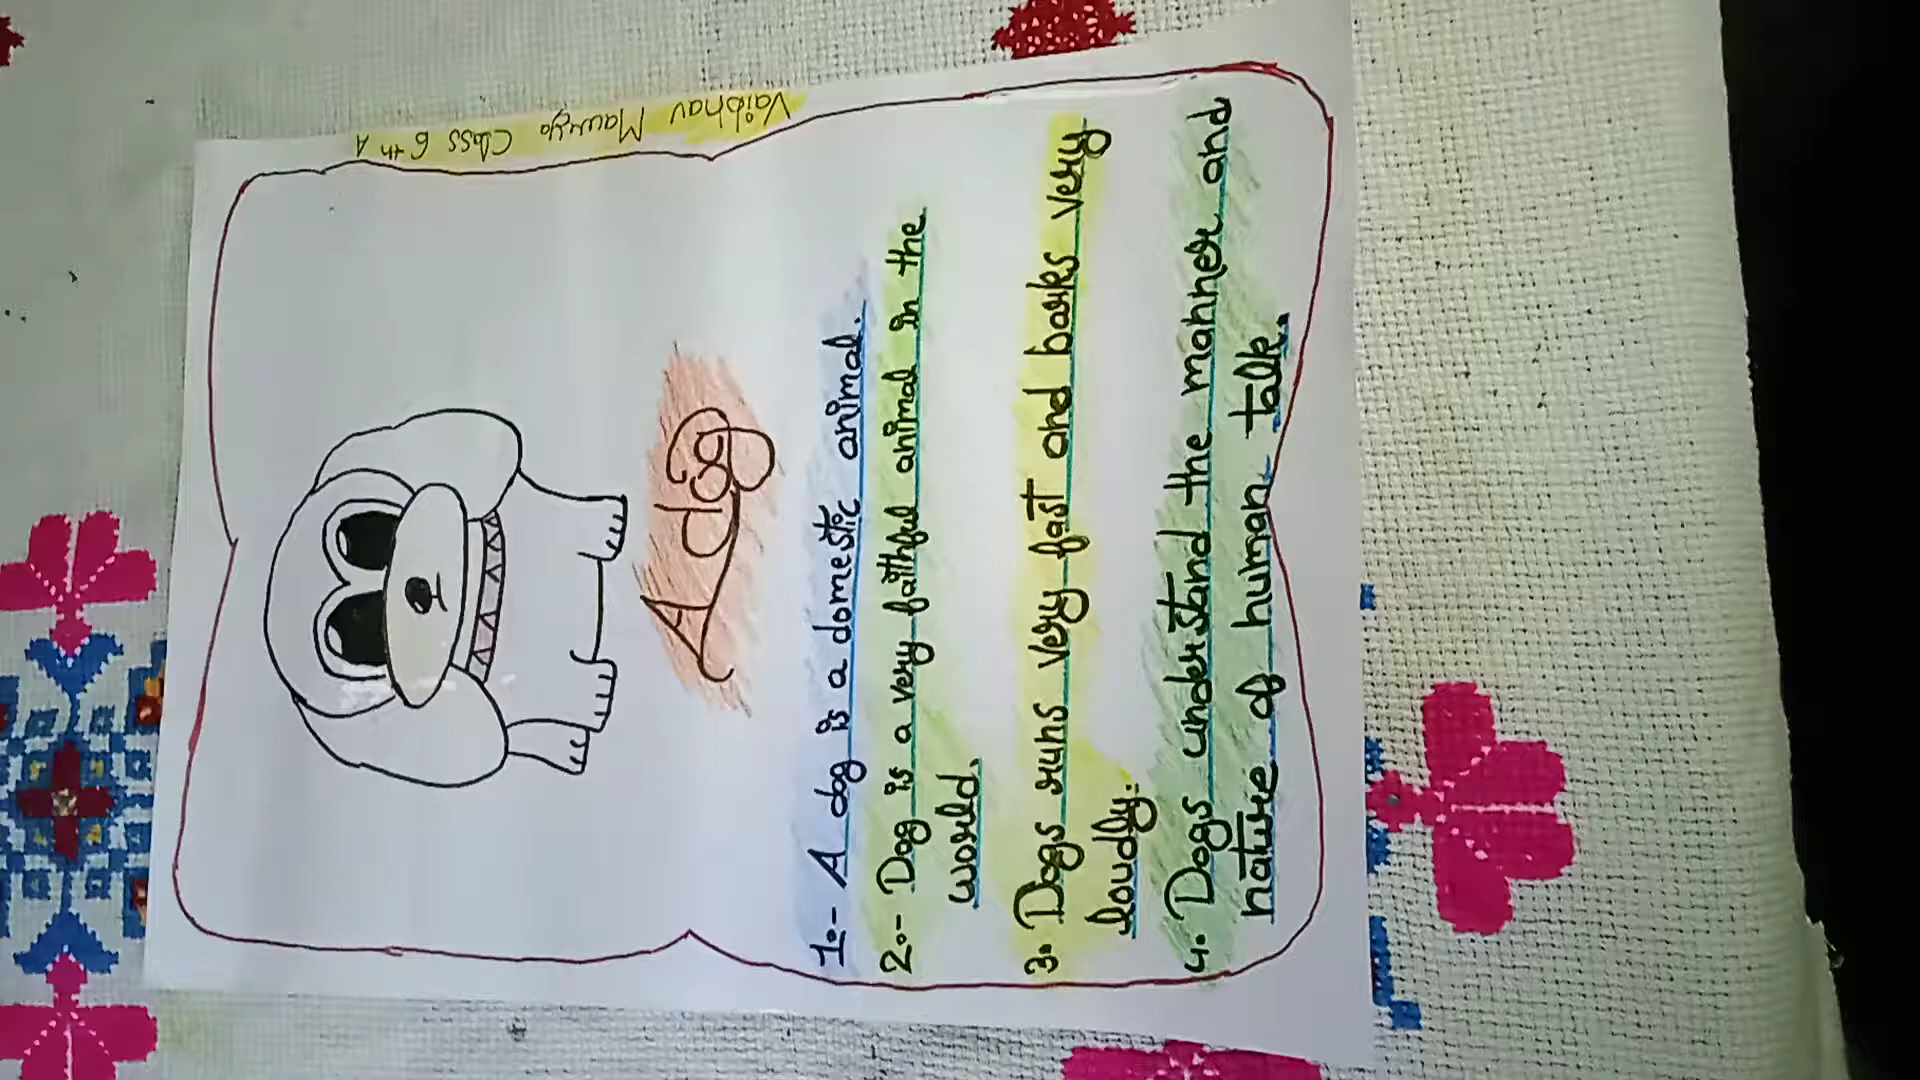 Vaibhav Maurya Class 6th A
A dog
1:- A dog is a domestic animal.
2:- Dog is a very faithful animal in the
world.
3. Dogs runs very fast and barks very
loudly.
4. Dogs understand the manner and
nature of human talk.